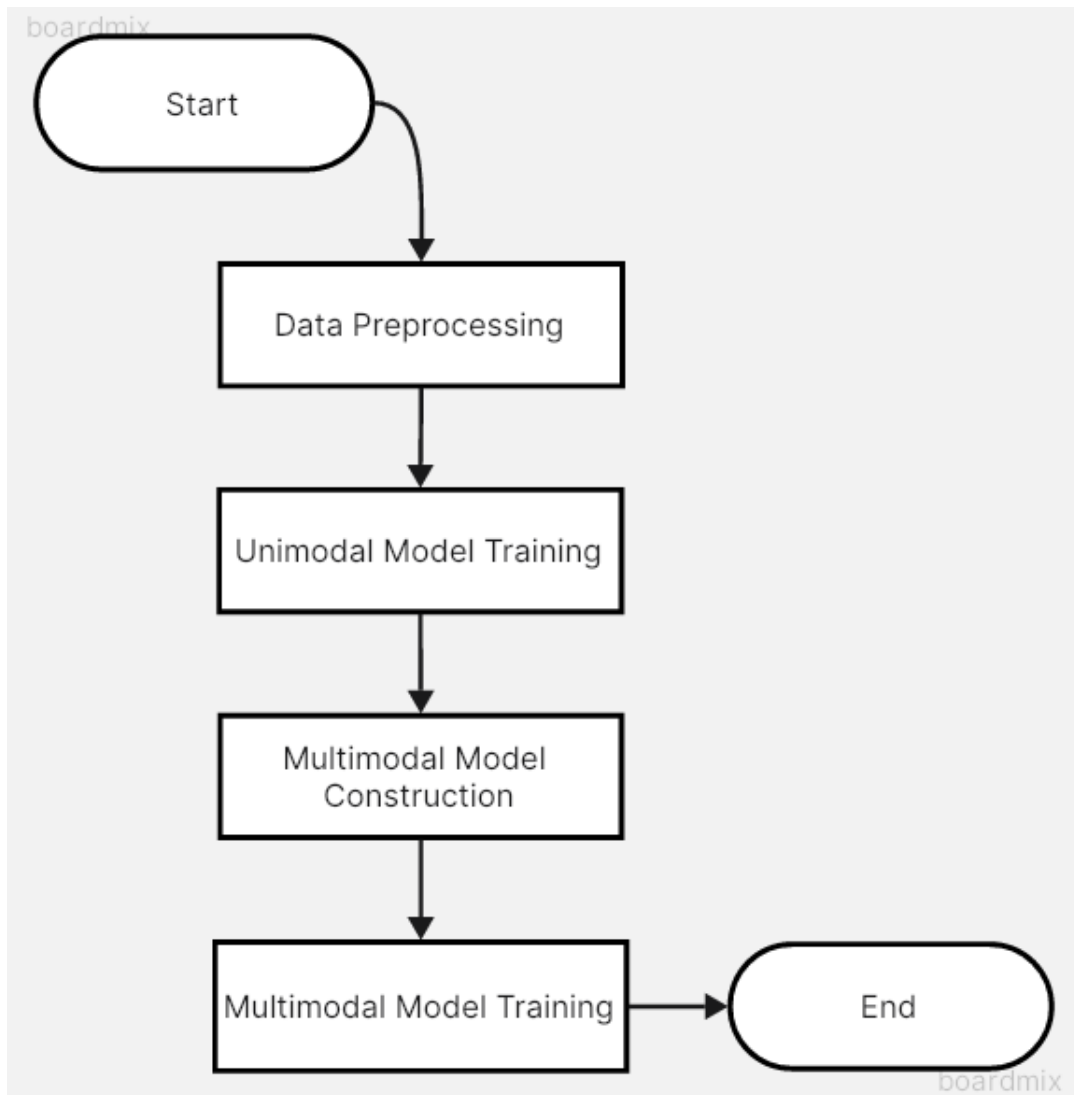 boardmix
Start
Data Preprocessing
Unimodal Model Training
Multimodal Model
Construction
Multimodal Model Training
End
boardmix